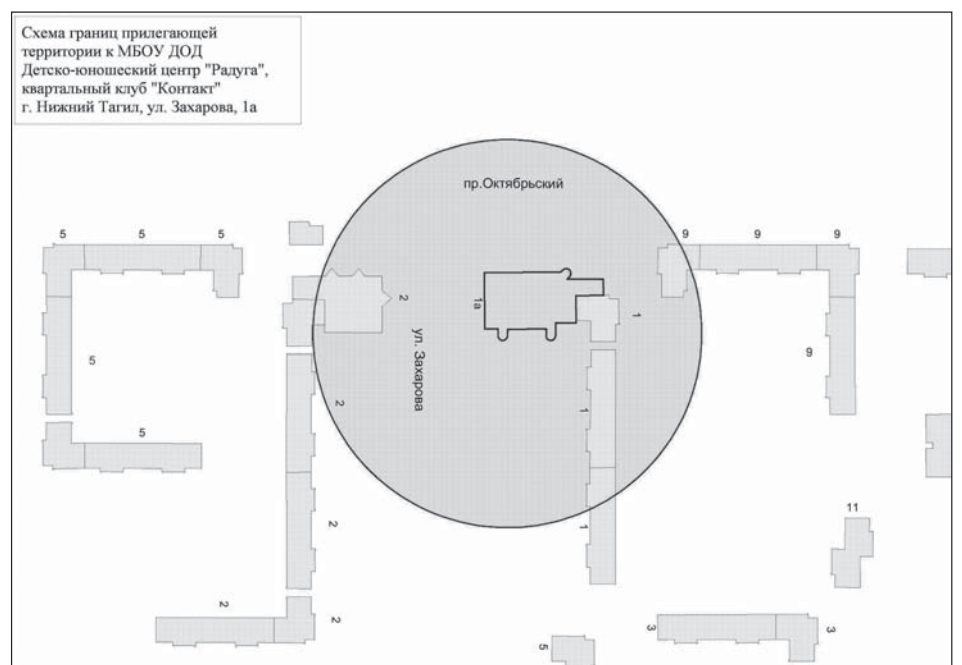 Схема границ прилегающей
территории к МБОУ ДОД
Детско-юношеский центр "Радуга",
квартальный клуб "Контакт"
г. Нижний Тагил, ул. Захарова, 1а
пр.Октябрьский
5
5
5
9
9
9
2
1а
1
ул. Захарова
5
9
2
1
5
11
2
1
2
2
3
3
5